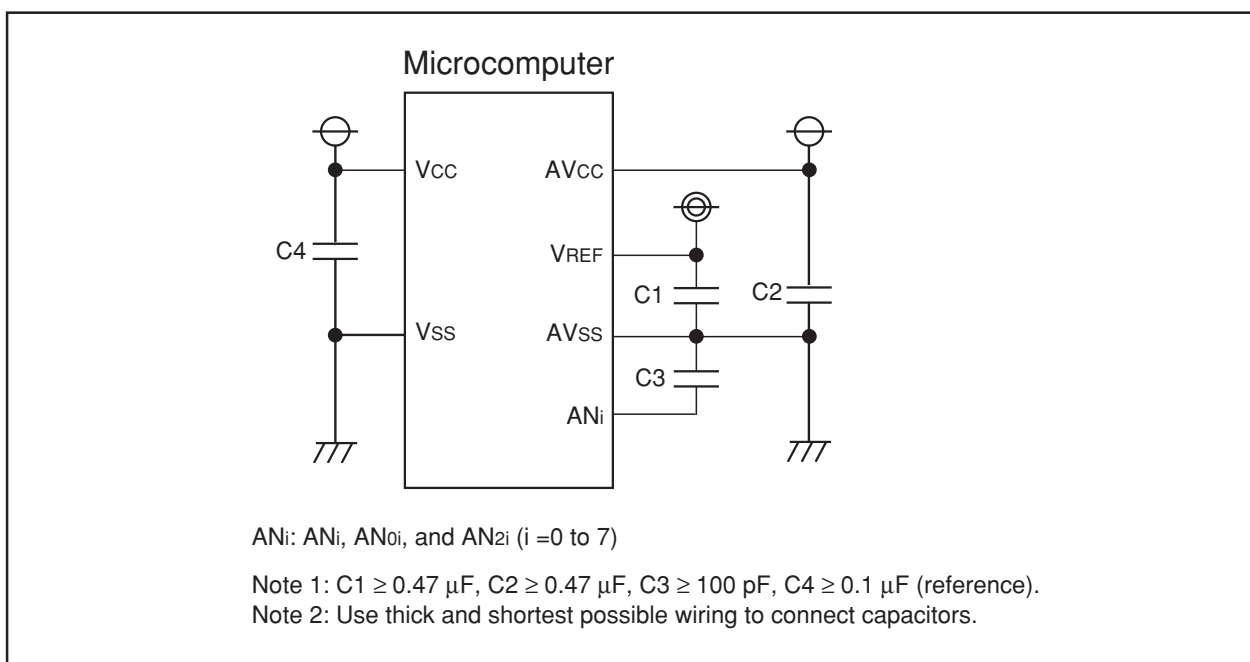 Microcomputer
VCC
AVCC
VREF
C4
C1
C2
VSS
AVSS
C3
ANi
ANi: ANi, AN0i, and AN2i (i =0 to 7)
Note 1: C1 ≥ 0.47 μF, C2 ≥ 0.47 μF, C3 ≥ 100 pF, C4 ≥ 0.1 μF (reference).
Note 2: Use thick and shortest possible wiring to connect capacitors.